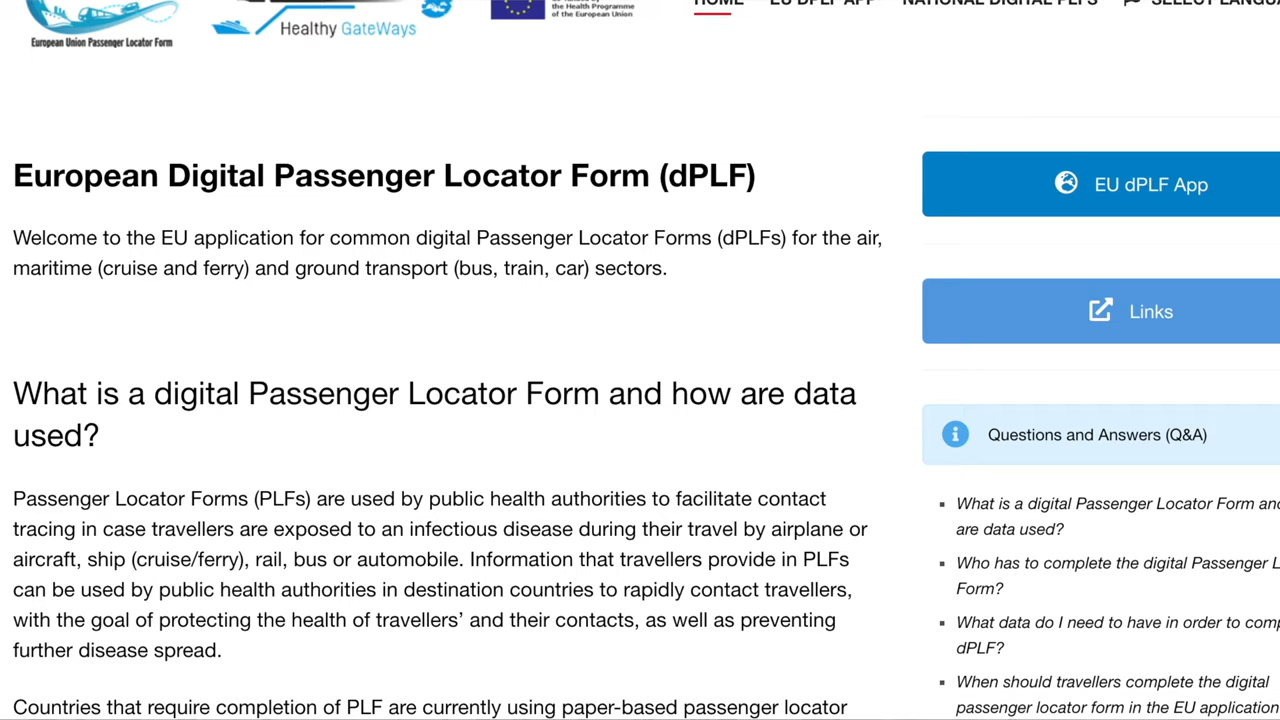 European Union Passenger Locator Form
Healthy GateWays
the Health Programme
of the European Union
HOME
EU DPLF APP
NATIONAL DIGITAL PLFS
SELECT
European Digital Passenger Locator Form (dPLF)
Welcome to the EU application for common digital Passenger Locator Forms (dPLFs) for the air,
maritime (cruise and ferry) and ground transport (bus, train, car) sectors.
What is a digital Passenger Locator Form and how are data
used?
Passenger Locator Forms (PLFs) are used by public health authorities to facilitate contact
tracing in case travellers are exposed to an infectious disease during their travel by airplane or
aircraft, ship (cruise/ferry), rail, bus or automobile. Information that travellers provide in PLFs
can be used by public health authorities in destination countries to rapidly contact travellers,
with the goal of protecting the health of travellers’ and their contacts, as well as preventing
further disease spread.
Countries that require completion of PLF are currently using paper-based passenger locator
EU dPLF App
Links
Questions and Answers (Q&A)
What is a digital Passenger Locator Form
are data used?
Who has to complete the digital Passenger
Form?
What data do I need to have in order to
dPLF?
When should travellers complete the digital
passenger locator form in the EU application